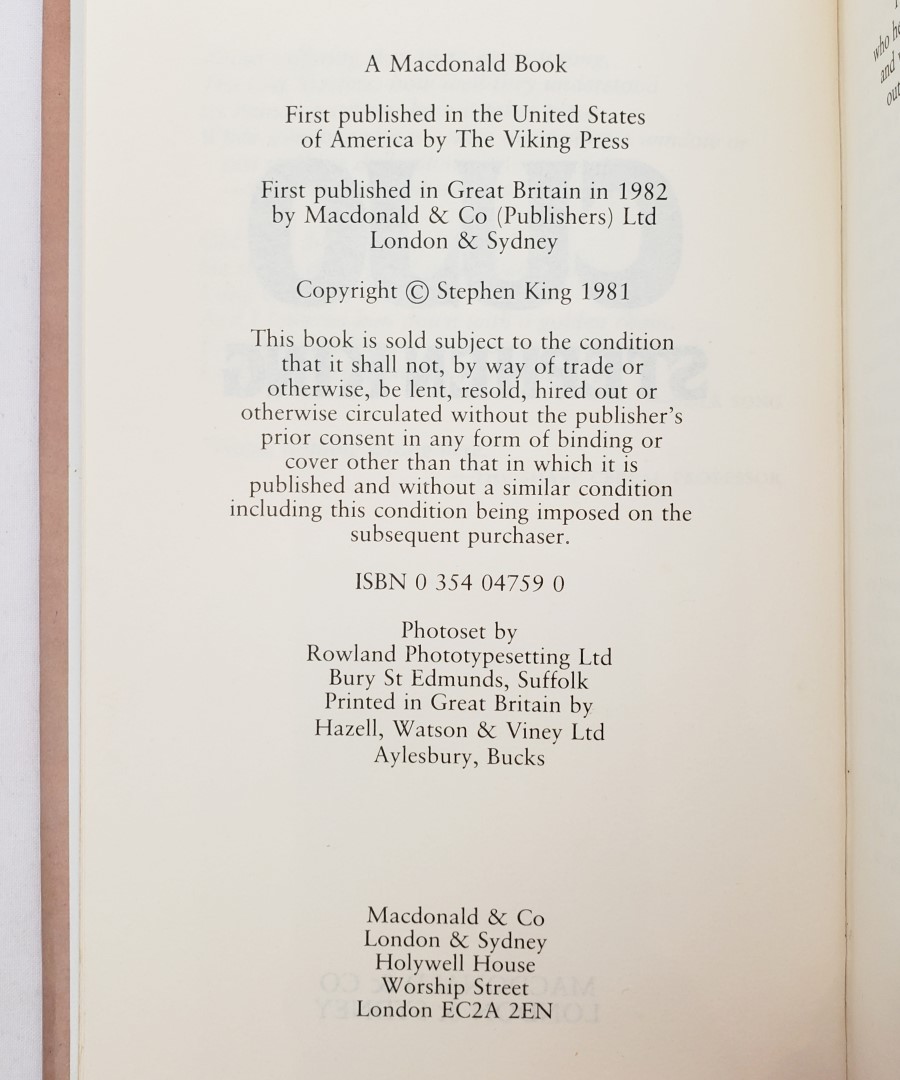 A Macdonald Book
First published in the United States
of America by The Viking Press
First published in Great Britain in 1982
by Macdonald & Co (Publishers) Ltd
London & Sydney
Copyright © Stephen King 1981
This book is sold subject to the condition
that it shall not, by way of trade or
otherwise, be lent, resold, hired out or
otherwise circulated without the publisher's
prior consent in any form of binding or
cover other than that in which it is
published and without a similar condition
including this condition being imposed on the
subsequent purchaser.
ISBN 0 354 04759 0
Photoset by
Rowland Phototypesetting Ltd
Bury St Edmunds, Suffolk
Printed in Great Britain by
Hazell, Watson & Viney Ltd
Aylesbury, Bucks
Macdonald & Co
London & Sydney
Holywell House
Worship Street
London EC2A 2EN
who
and